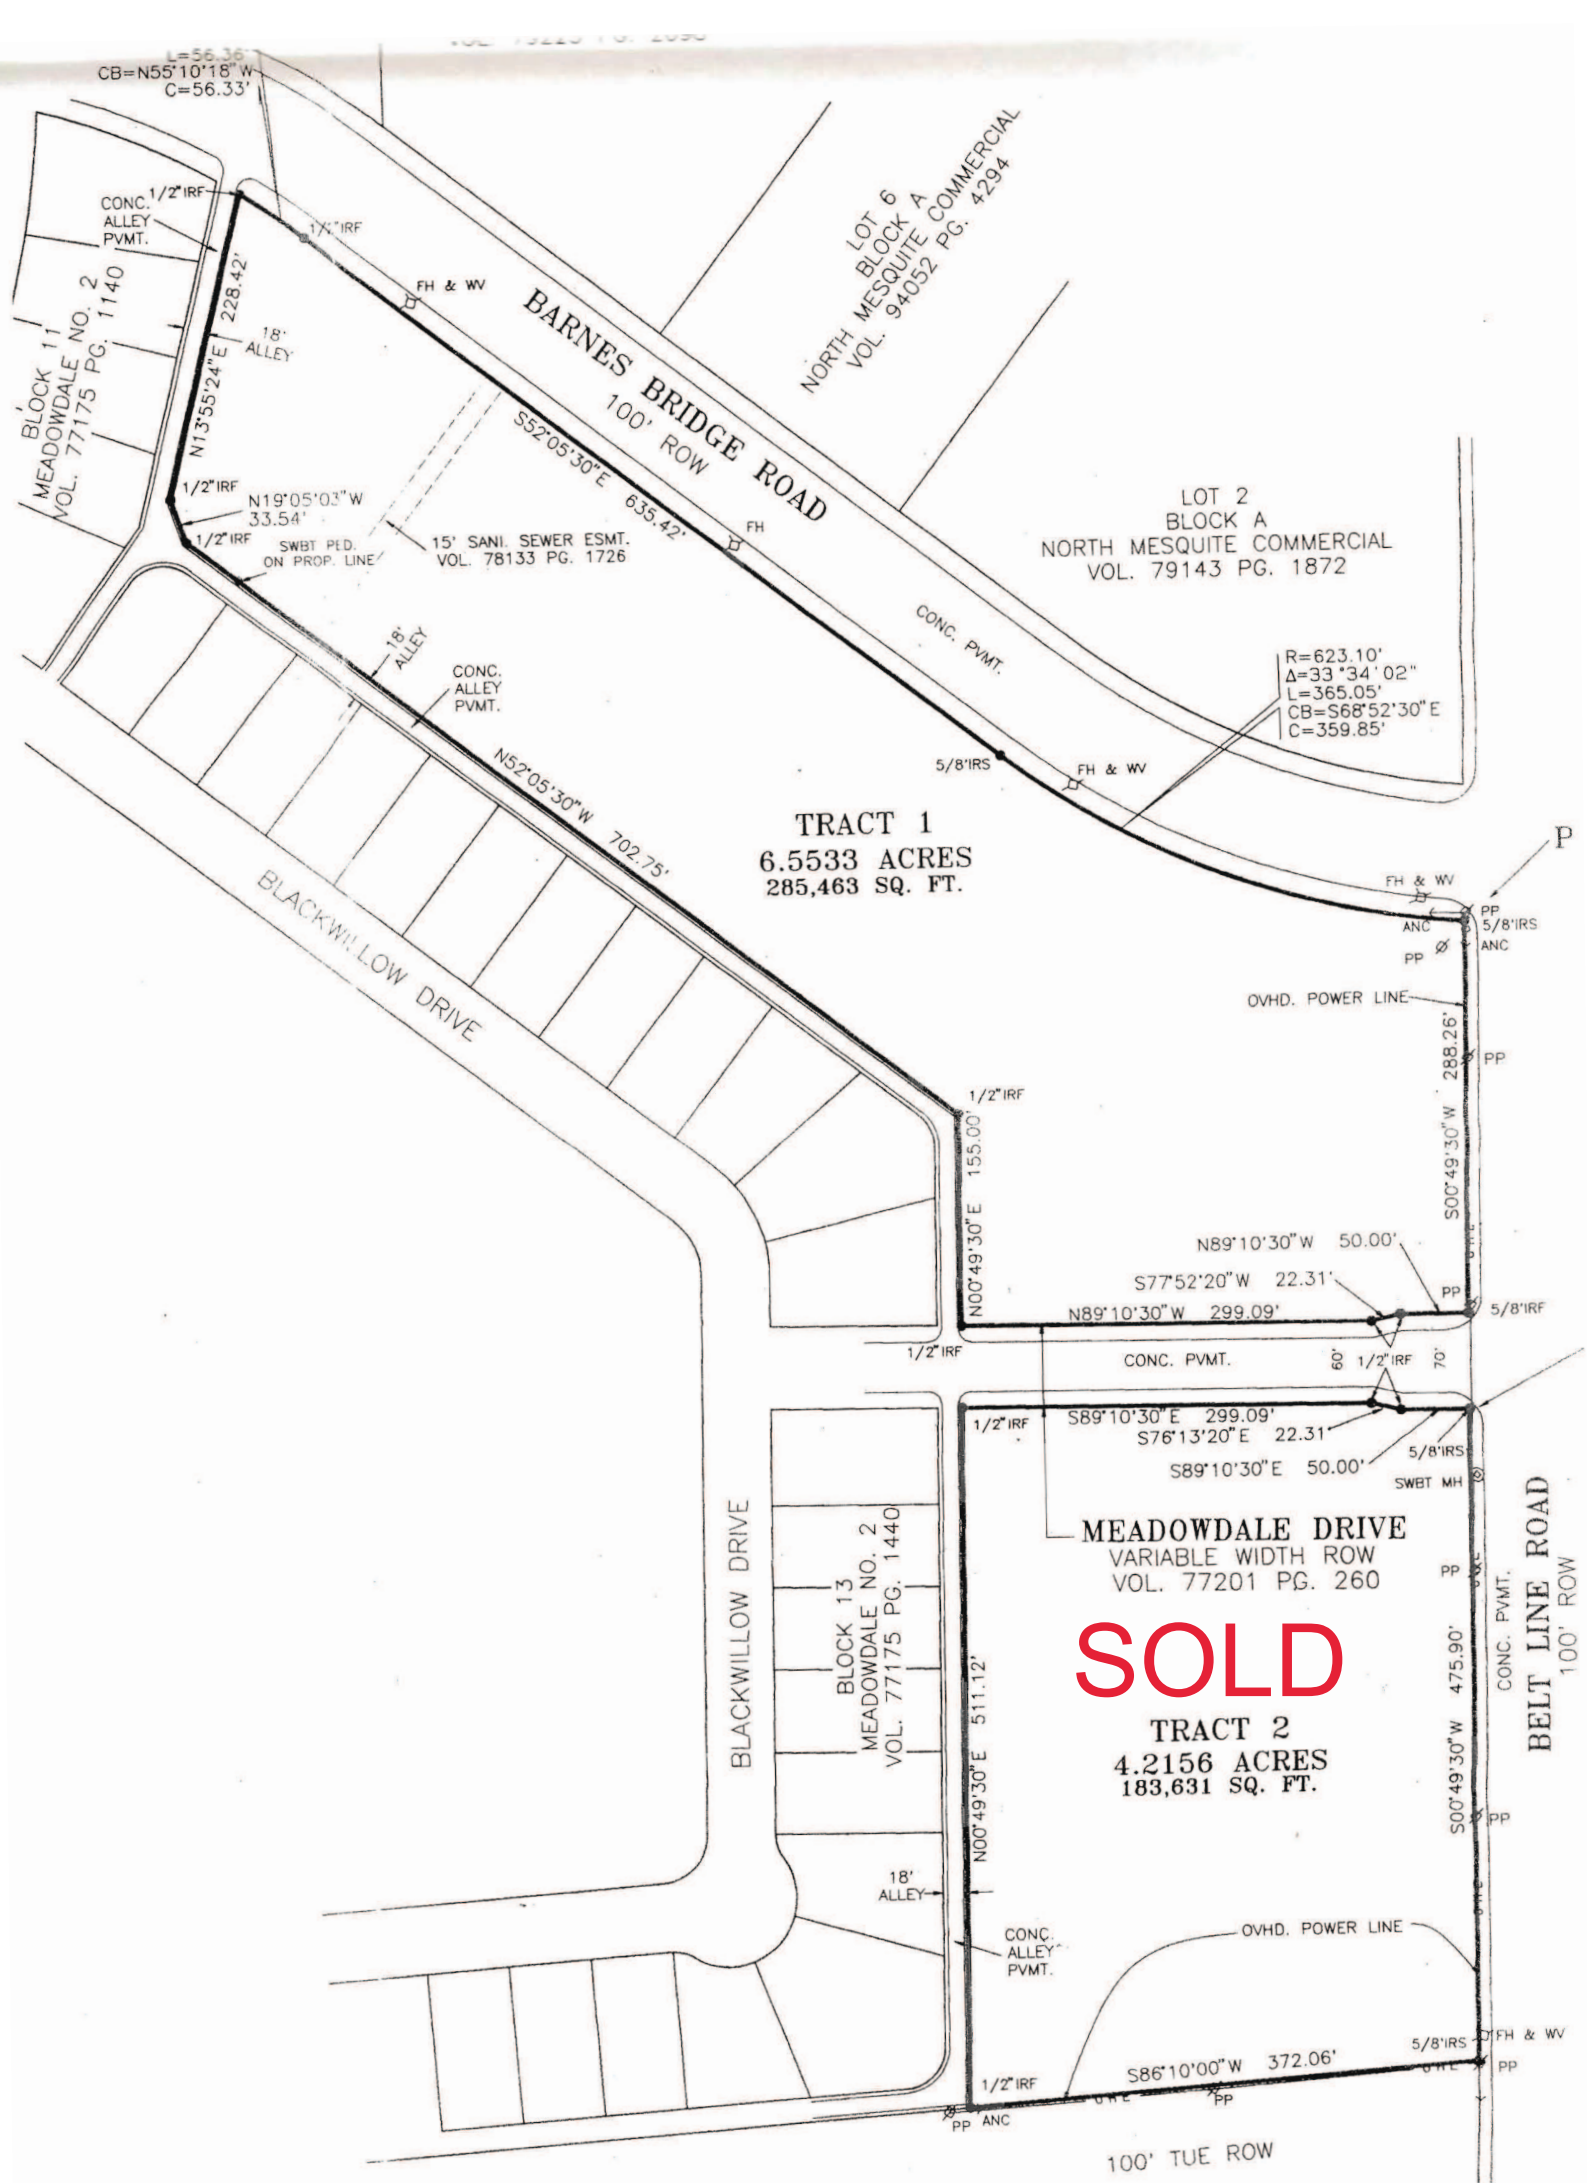 L=56.36'
CB=N55°10'18"W
C=56.33'
1/2"IRF
CONC.
ALLEY
PVMT.
1/2"IRF
FH & WV
228.42'
N13°55'24"E
18'
ALLEY
BLOCK 11
MEADOWDALE NO. 2
VOL. 77175 PG. 1140
LOT 6
BLOCK A
NORTH MESQUITE COMMERCIAL
VOL. 94052 PG. 4294
BARNES BRIDGE ROAD
100' ROW
S52°05'30"E 635.42'
1/2"IRF
N19°05'03"W
33.54'
1/2"IRF
SWBT PED.
ON PROP. LINE
15' SANI. SEWER ESMT.
VOL. 78133 PG. 1726
FH
LOT 2
BLOCK A
NORTH MESQUITE COMMERCIAL
VOL. 79143 PG. 1872
CONC. PVMT.
18'
ALLEY
CONC.
ALLEY
PVMT.
R=623.10'
Δ=33°34'02"
L=365.05'
CB=S68°52'30"E
C=359.85'
N52°05'30"W 702.75'
5/8'IRS
FH & WV
TRACT 1
6.5533 ACRES
285,463 SQ. FT.
P
FH & WV
PP
ANC
5/8'IRS
PP
ANC
BLACKWILLOW DRIVE
OVHD. POWER LINE
S00°49'30"W 288.26'
PP
1/2"IRF
N00°49'30"E 155.00'
N89°10'30"W 50.00'
S77°52'20"W 22.31'
N89°10'30"W 299.09'
PP
5/8'IRF
OHE
1/2"IRF
CONC. PVMT.
60'
1/2"IRF
70'
1/2"IRF
S89°10'30"E 299.09'
S76°13'20"E 22.31'
S89°10'30"E 50.00'
5/8'IRS
SWBT MH
MEADOWDALE DRIVE
VARIABLE WIDTH ROW
VOL. 77201 PG. 260
PP
OHE
BLACKWILLOW DRIVE
BLOCK 13
MEADOWDALE NO. 2
VOL. 77175 PG. 1440
N00°49'30"E 511.12'
SOLD
TRACT 2
4.2156 ACRES
183,631 SQ. FT.
S00°49'30"W 475.90'
CONC. PVMT.
BELT LINE ROAD
100' ROW
PP
OHE
18'
ALLEY
CONC.
ALLEY
PVMT.
OVHD. POWER LINE
5/8'IRS
FH & WV
S86°10'00"W 372.06'
OHE
PP
1/2"IRF
OHE
PP
PP
ANC
100' TUE ROW